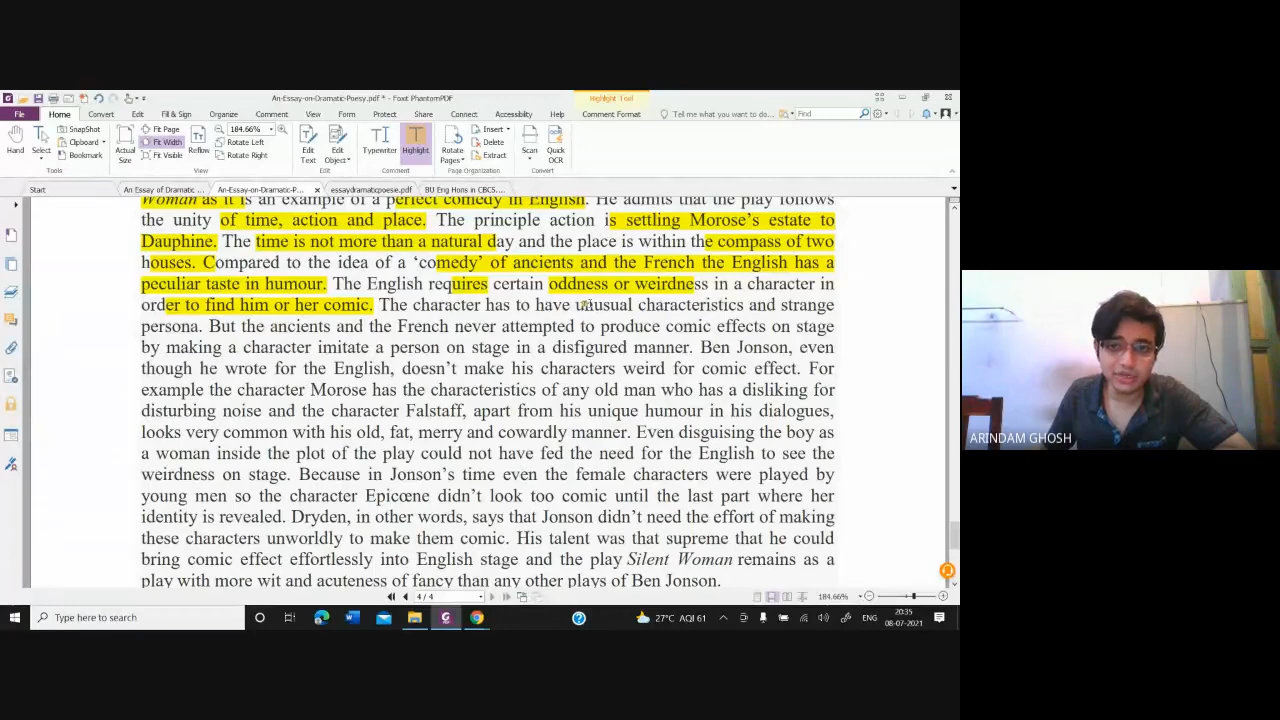 An-Essay-on-Dramatic-Poesy.pdf * - Foxit PhantomPDF
Highlight Tool
File Home Convert Fill & Sign Organize Comment View Form Protect Share Connect Accessibility Help Comment Format Tell me what you want to do... Find
Hand
Select
SnapShot
Clipboard
Bookmark
Tools
Actual Size
Fit Page
Fit Width
Fit Visible
Reflow
184.66%
Rotate Left
Rotate Right
View
Edit Text
Edit Object
Edit
Typewriter
Highlight
Comment
Rotate Pages
Insert
Delete
Extract
Page Organization
Scan
Quick OCR
Convert
Start An Essay of Dramatic ... An-Essay-on-Dramatic-P... essaydramaticpoesie.pdf BU Eng Hons in CBCS....
Woman as it is an example of a perfect comedy in English. He admits that the play follows
the unity of time, action and place. The principle action is settling Morose's estate to
Dauphine. The time is not more than a natural day and the place is within the compass of two
houses. Compared to the idea of a ‘comedy’ of ancients and the French the English has a
peculiar taste in humour. The English requires certain oddness or weirdness in a character in
order to find him or her comic. The character has to have unusual characteristics and strange
persona. But the ancients and the French never attempted to produce comic effects on stage
by making a character imitate a person on stage in a disfigured manner. Ben Jonson, even
though he wrote for the English, doesn't make his characters weird for comic effect. For
example the character Morose has the characteristics of any old man who has a disliking for
disturbing noise and the character Falstaff, apart from his unique humour in his dialogues,
looks very common with his old, fat, merry and cowardly manner. Even disguising the boy as
a woman inside the plot of the play could not have fed the need for the English to see the
weirdness on stage. Because in Jonson's time even the female characters were played by
young men so the character Epicœne didn't look too comic until the last part where her
identity is revealed. Dryden, in other words, says that Jonson didn't need the effort of making
these characters unworldly to make them comic. His talent was that supreme that he could
bring comic effect effortlessly into English stage and the play Silent Woman remains as a
play with more wit and acuteness of fancy than any other plays of Ben Jonson.
4 / 4
184.66%
Type here to search
27°C AQI 61
ENG
20:35
08-07-2021
ARINDAM GHOSH